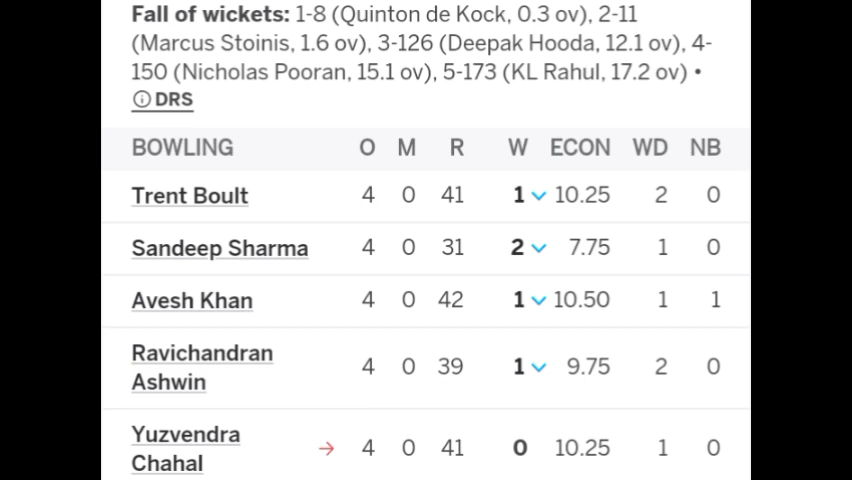 Fall of wickets: 1-8 (Quinton de Kock, 0.3 ov), 2-11
(Marcus Stoinis, 1.6 ov), 3-126 (Deepak Hooda, 12.1 ov), 4-
150 (Nicholas Pooran, 15.1 ov), 5-173 (KL Rahul, 17.2 ov) •
DRS
BOWLING O M R W ECON WD NB
Trent Boult 4 0 41 1 10.25 2 0
Sandeep Sharma 4 0 31 2 7.75 1 0
Avesh Khan 4 0 42 1 10.50 1 1
Ravichandran
Ashwin 4 0 39 1 9.75 2 0
Yuzvendra
Chahal → 4 0 41 0 10.25 1 0